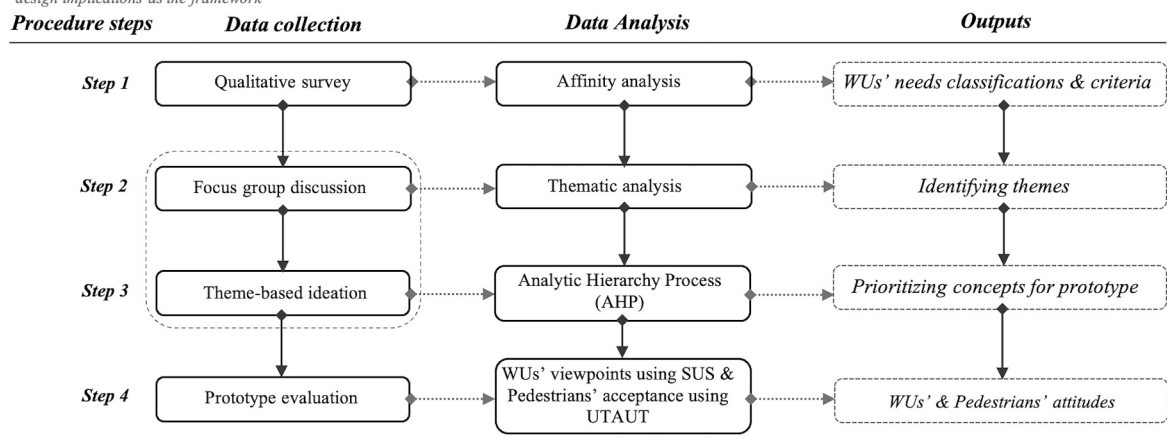 design implications as the framework
Procedure steps Data collection Data Analysis Outputs
Step 1 Qualitative survey Affinity analysis WUs' needs classifications & criteria
Step 2 Focus group discussion Thematic analysis Identifying themes
Step 3 Theme-based ideation Analytic Hierarchy Process
(AHP) Prioritizing concepts for prototype
Step 4 Prototype evaluation WUs' viewpoints using SUS &
Pedestrians' acceptance using
UTAUT WUs' & Pedestrians' attitudes